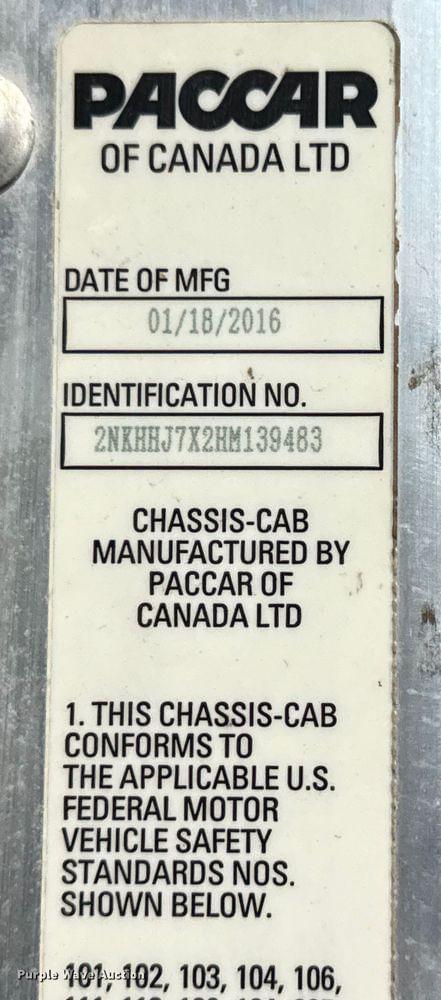 PACCAR
OF CANADA LTD
DATE OF MFG
01/18/2016
IDENTIFICATION NO.
2NKHHJ7X2HM139483
CHASSIS-CAB
MANUFACTURED BY
PACCAR OF
CANADA LTD
1. THIS CHASSIS-CAB
CONFORMS TO
THE APPLICABLE U.S.
FEDERAL MOTOR
VEHICLE SAFETY
STANDARDS NOS.
SHOWN BELOW.
Purple Wave Auction
101, 102, 103, 104, 106,